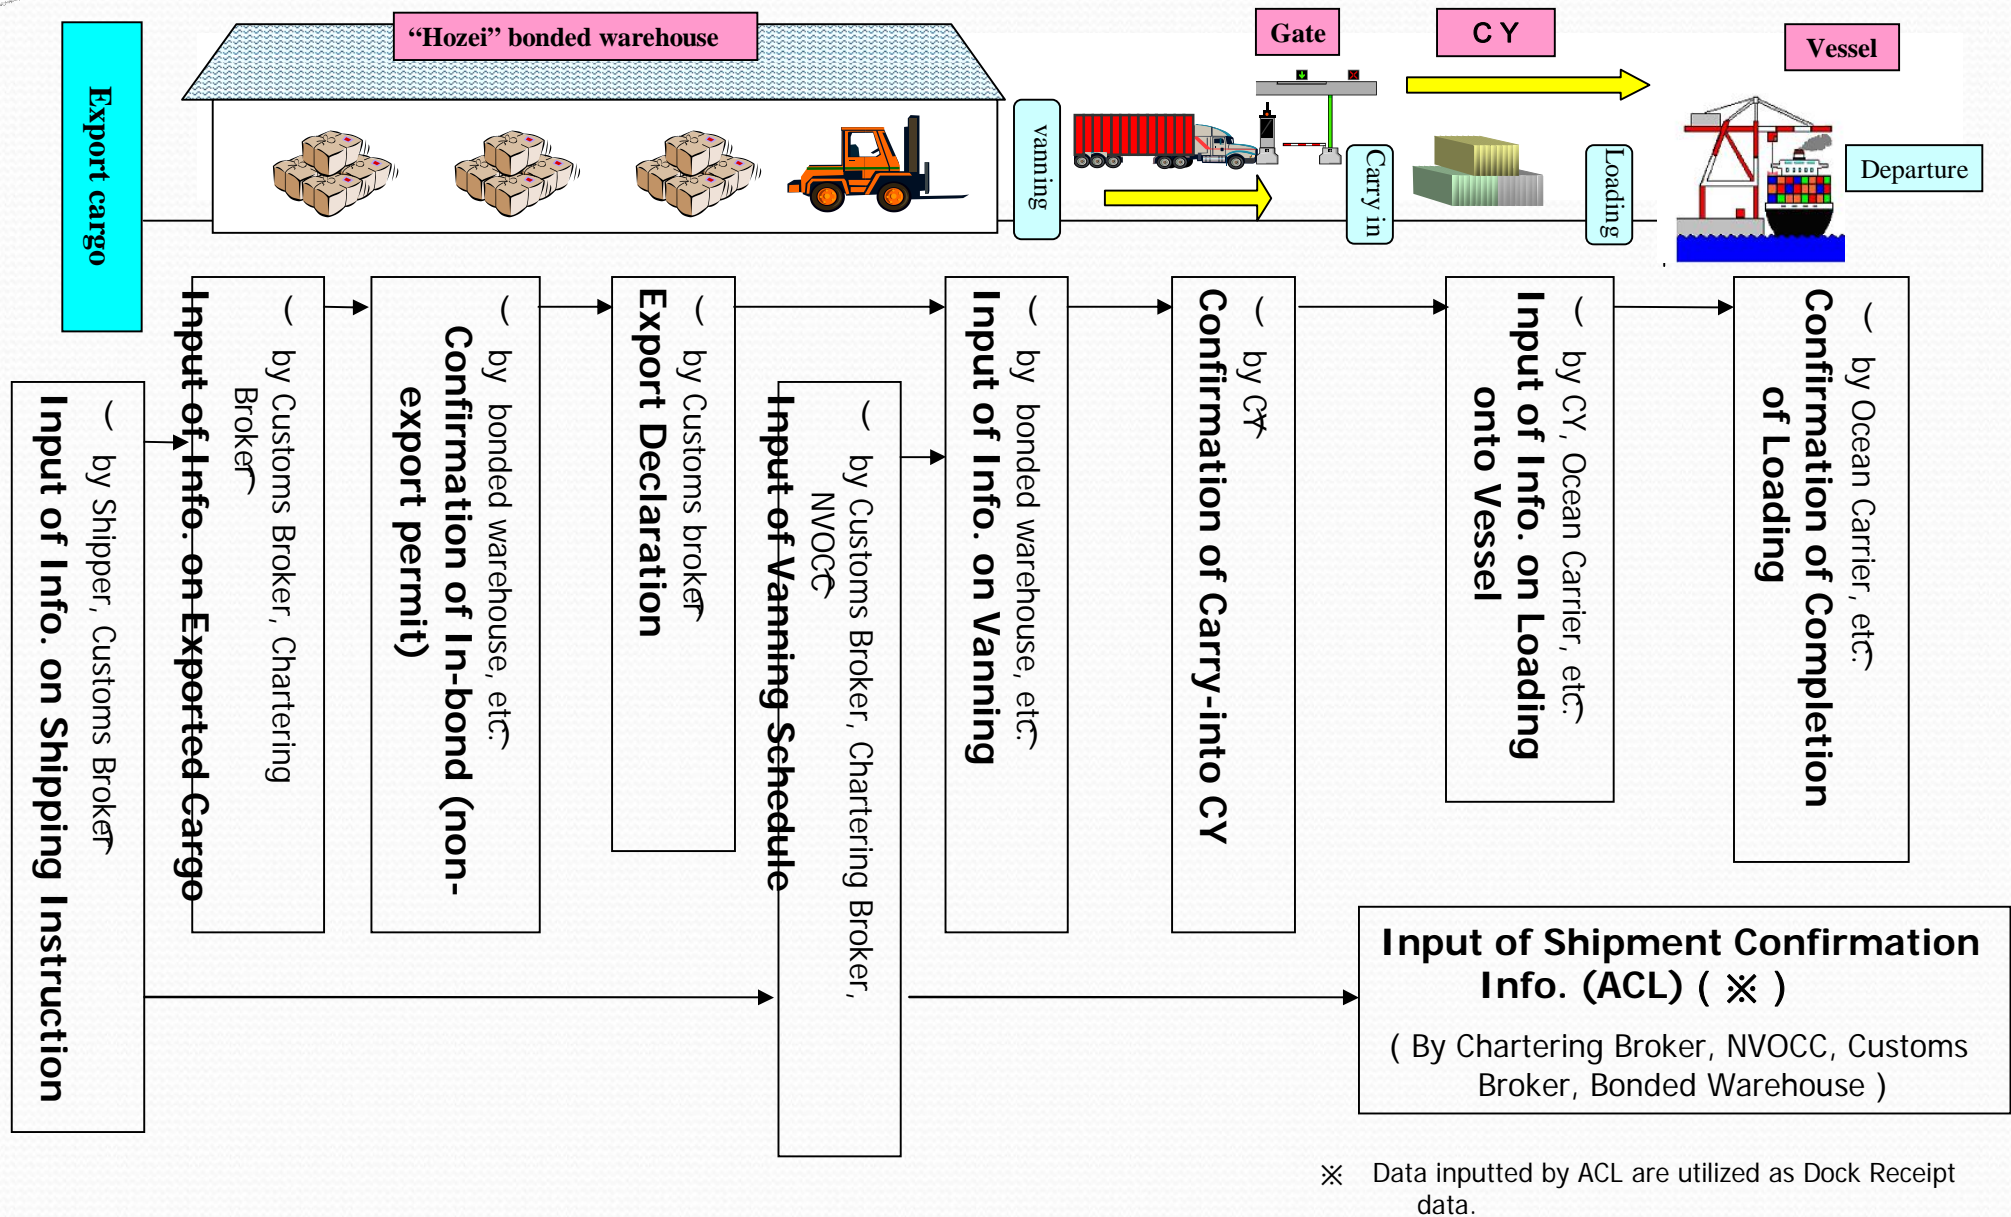 “Hozei” bonded warehouse
Gate
CY
Vessel
Export cargo
vanning
Carry in
Loading
Departure
Input of Info. on Shipping Instruction
( by Shipper, Customs Broker)
Input of Info. on Exported Cargo
( by Customs Broker, Chartering
Broker)
( by bonded warehouse, etc.)
Confirmation of In-bond (non-
export permit)
( by Customs broker)
Export Declaration
( by Customs Broker, Chartering Broker,
NVOCC)
Input of Vanning Schedule
( by bonded warehouse, etc.)
Input of Info. on Vanning
( by CY)
Confirmation of Carry-into CY
( by CY, Ocean Carrier, etc.)
Input of Info. on Loading
onto Vessel
( by Ocean Carrier, etc.)
Confirmation of Completion
of Loading
Input of Shipment Confirmation
Info. (ACL) ( ※ )
( By Chartering Broker, NVOCC, Customs
Broker, Bonded Warehouse )
※ Data inputted by ACL are utilized as Dock Receipt
data.